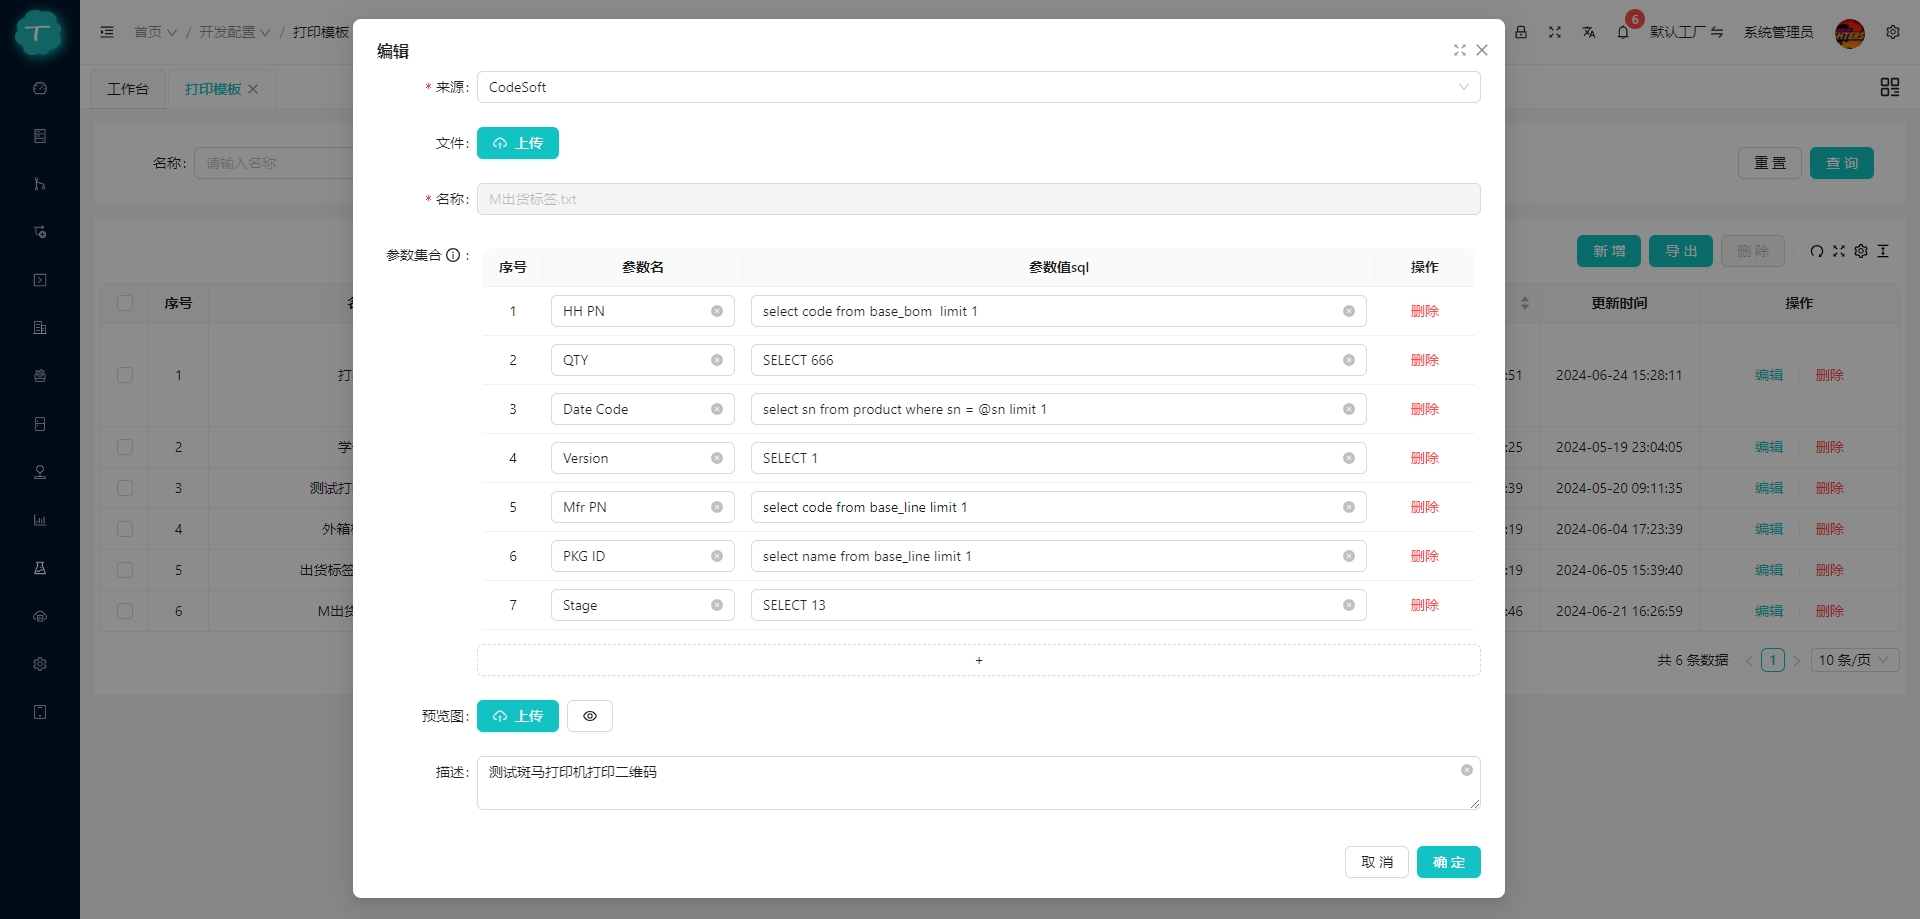 首页 / 开发配置 / 打印模板
6
默认工厂
系统管理员
工作台
打印模板
名称:
请输入名称
重 置
查 询
新 增
导 出
删 除
序号
更新时间
操作
1
打
:51
2024-06-24 15:28:11
编辑
删除
2
学
:25
2024-05-19 23:04:05
编辑
删除
3
测试打
:39
2024-05-20 09:11:35
编辑
删除
4
外箱
:19
2024-06-04 17:23:39
编辑
删除
5
出货标签
:19
2024-06-05 15:39:40
编辑
删除
6
M出货
:46
2024-06-21 16:26:59
编辑
删除
共 6 条数据
1
10 条/页
编辑
* 来源:
CodeSoft
文件:
上传
* 名称:
M出货标签.txt
参数集合 :
序号 参数名 参数值sql 操作
1 HH PN select code from base_bom  limit 1 删除
2 QTY SELECT 666 删除
3 Date Code select sn from product where sn = @sn limit 1 删除
4 Version SELECT 1 删除
5 Mfr PN select code from base_line limit 1 删除
6 PKG ID select name from base_line limit 1 删除
7 Stage SELECT 13 删除
+
预览图:
上传
描述:
测试斑马打印机打印二维码
取 消
确 定